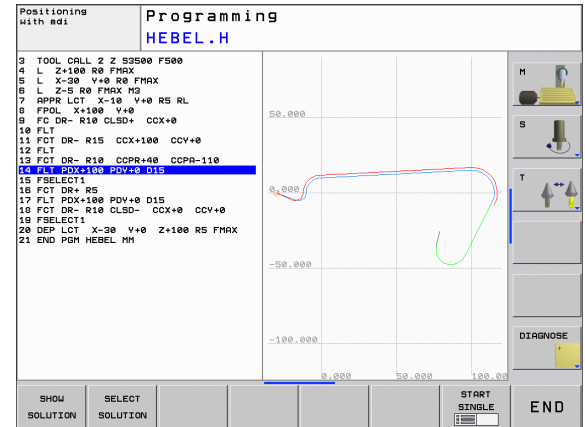 Positioning
with mdi
Programming
HEBEL.H
3 TOOL CALL 2 Z S3500 F500
4 L Z+100 R0 FMAX
5 L X-30 Y+0 R0 FMAX
6 L Z-5 R0 FMAX M3
7 APPR LCT X-10 Y+0 R5 RL
8 FPOL X+100 Y+0
9 FC DR- R10 CLSD+ CCX+0
10 FLT
11 FCT DR- R15 CCX+100 CCY+0
12 FLT
13 FCT DR- R10 CCPR+40 CCPA-110
14 FLT PDX+100 PDY+0 D15
15 FSELECT1
16 FCT DR+ R5
17 FLT PDX+100 PDY+0 D15
18 FCT DR- R10 CLSD- CCX+0 CCY+0
19 FSELECT1
20 DEP LCT X-30 Y+0 Z+100 R5 FMAX
21 END PGM HEBEL MM
50.000
0.000
-50.000
-100.000
0.000 50.000 100.00
M
S
T
DIAGNOSE
SHOW
SOLUTION
SELECT
SOLUTION
START
SINGLE
END